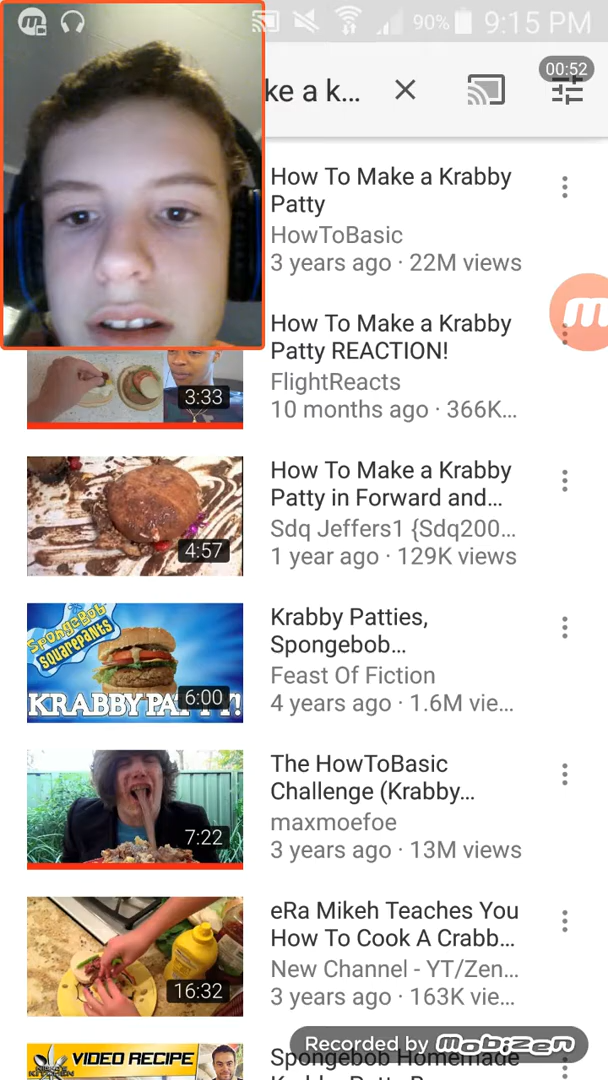 90% 9:15 PM
ke a k...
00:52
How To Make a Krabby
Patty
HowToBasic
3 years ago · 22M views
How To Make a Krabby
Patty REACTION!
FlightReacts
10 months ago · 366K...
3:33
How To Make a Krabby
Patty in Forward and...
Sdq Jeffers1 {Sdq200...
1 year ago · 129K views
4:57
Krabby Patties,
Spongebob...
Feast Of Fiction
4 years ago · 1.6M vie...
SpOngeBOb
SQUAREPANTS
KRABBY PATTY!
6:00
The HowToBasic
Challenge (Krabby...
maxmoefoe
3 years ago · 13M views
7:22
eRa Mikeh Teaches You
How To Cook A Crabb...
New Channel - YT/Zen...
3 years ago · 163K vie...
16:32
VIDEO RECIPE
Spongebob Homemade
Recorded by mobizen